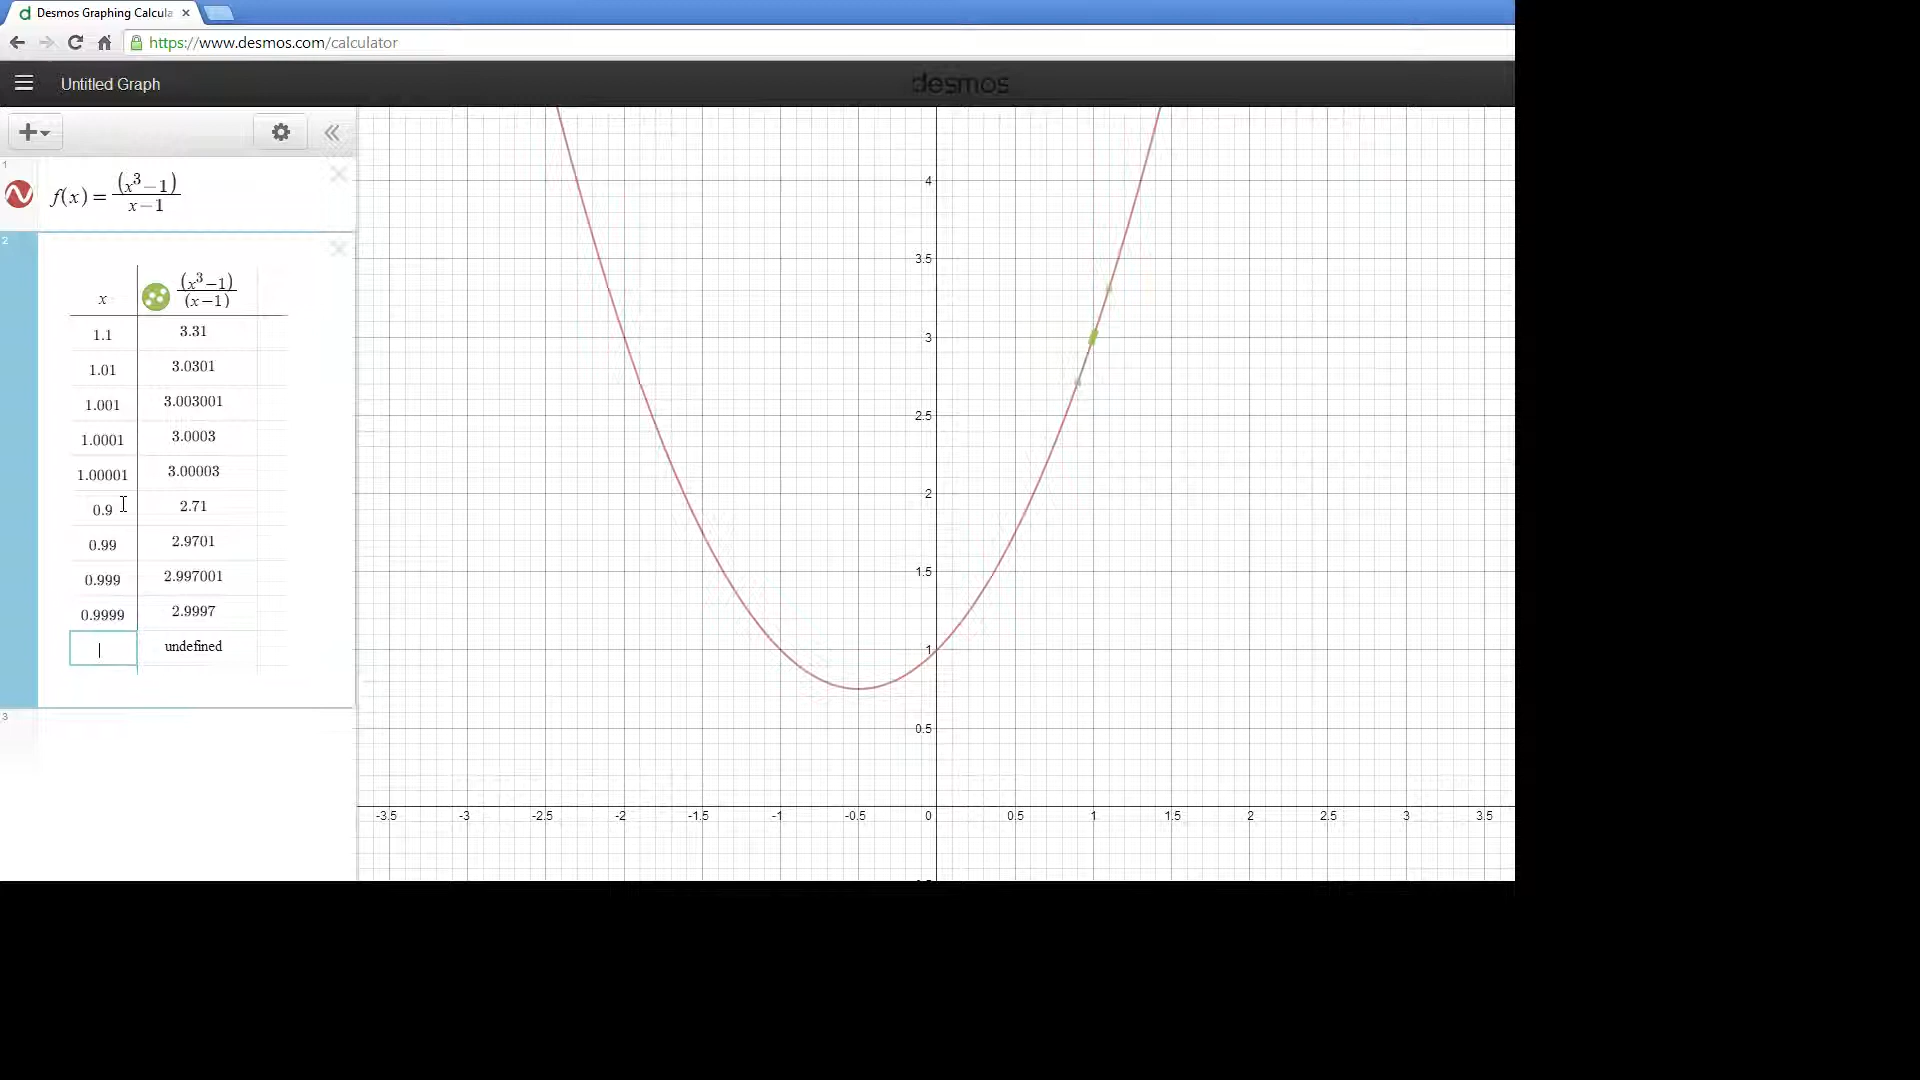 Desmos Graphing Calcula
https://www.desmos.com/calculator
Untitled Graph
desmos
1
f(x) = (x³−1) / x−1
2
x (x³−1) / (x−1)
1.1 3.31
1.01 3.0301
1.001 3.003001
1.0001 3.0003
1.00001 3.00003
0.9 2.71
0.99 2.9701
0.999 2.997001
0.9999 2.9997
undefined
3
4
3.5
3
2.5
2
1.5
1
0.5
-3.5 -3 -2.5 -2 -1.5 -1 -0.5 0 0.5 1 1.5 2 2.5 3 3.5